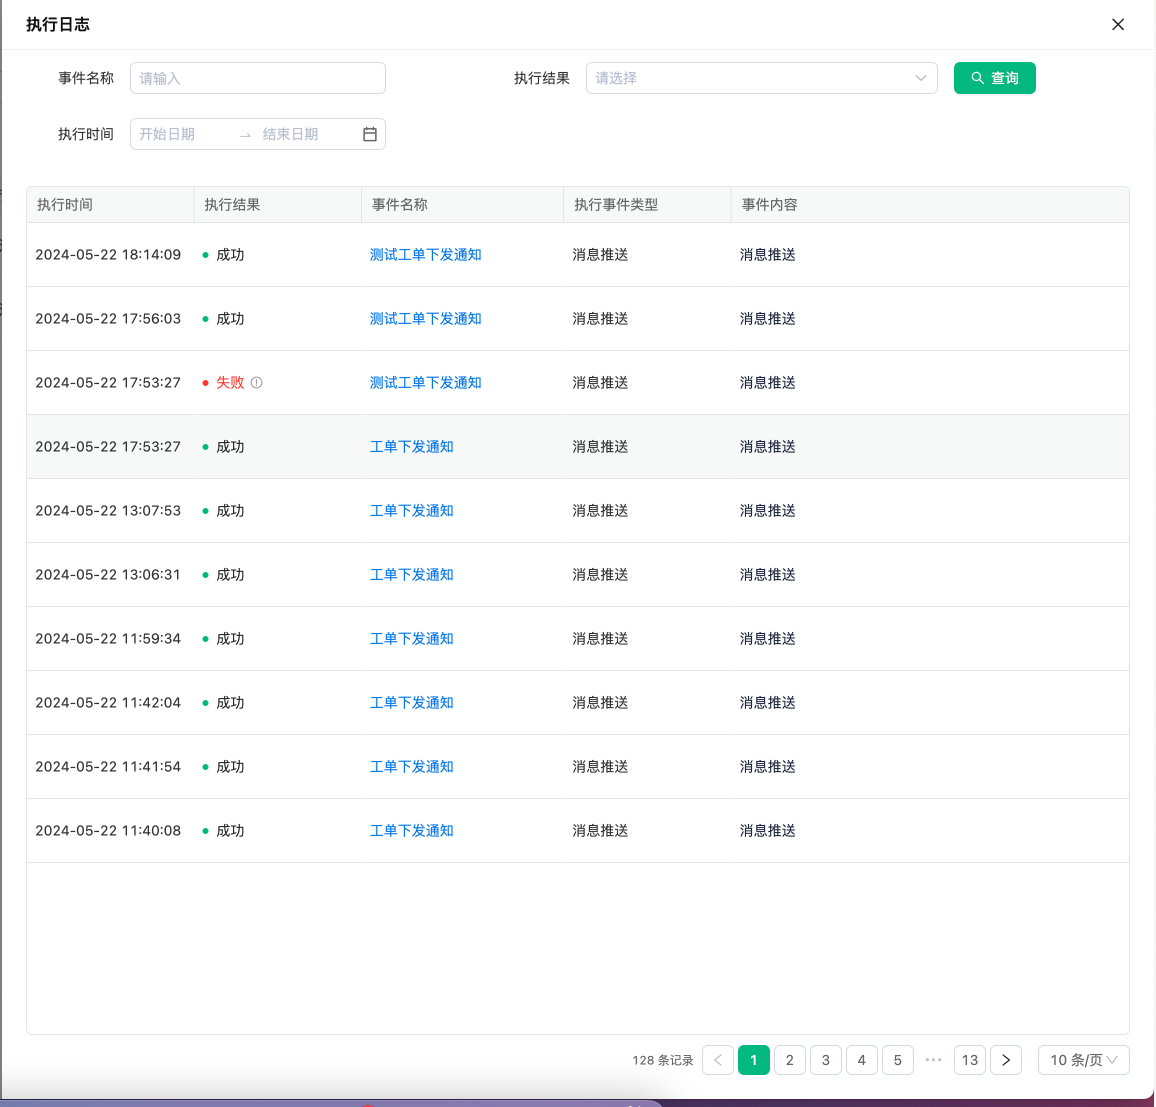 执行日志
事件名称 请输入 执行结果 请选择 查询
执行时间 开始日期 → 结束日期
执行时间 执行结果 事件名称 执行事件类型 事件内容
2024-05-22 18:14:09 成功 测试工单下发通知 消息推送 消息推送
2024-05-22 17:56:03 成功 测试工单下发通知 消息推送 消息推送
2024-05-22 17:53:27 失败 测试工单下发通知 消息推送 消息推送
2024-05-22 17:53:27 成功 工单下发通知 消息推送 消息推送
2024-05-22 13:07:53 成功 工单下发通知 消息推送 消息推送
2024-05-22 13:06:31 成功 工单下发通知 消息推送 消息推送
2024-05-22 11:59:34 成功 工单下发通知 消息推送 消息推送
2024-05-22 11:42:04 成功 工单下发通知 消息推送 消息推送
2024-05-22 11:41:54 成功 工单下发通知 消息推送 消息推送
2024-05-22 11:40:08 成功 工单下发通知 消息推送 消息推送
128 条记录 < 1 2 3 4 5 ••• 13 > 10 条/页